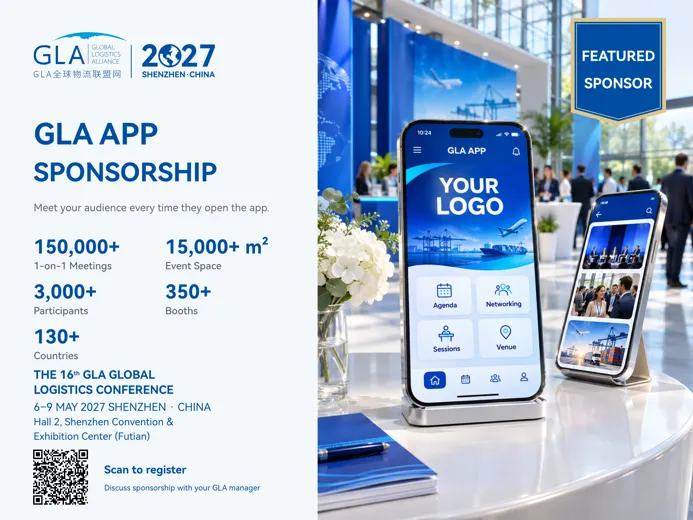 GLA
GLOBAL
LOGISTICS
ALLIANCE
GLA全球物流联盟网
2027
SHENZHEN·CHINA
GLA APP
SPONSORSHIP
Meet your audience every time they open the app.
150,000+
1-on-1 Meetings
15,000+ m²
Event Space
3,000+
Participants
350+
Booths
130+
Countries
THE 16th GLA GLOBAL
LOGISTICS CONFERENCE
6–9 MAY 2027 SHENZHEN · CHINA
Hall 2, Shenzhen Convention &
Exhibition Center (Futian)
Scan to register
Discuss sponsorship with your GLA manager
FEATURED
SPONSOR
10:24
GLA APP
YOUR
LOGO
Agenda
Networking
Sessions
Venue